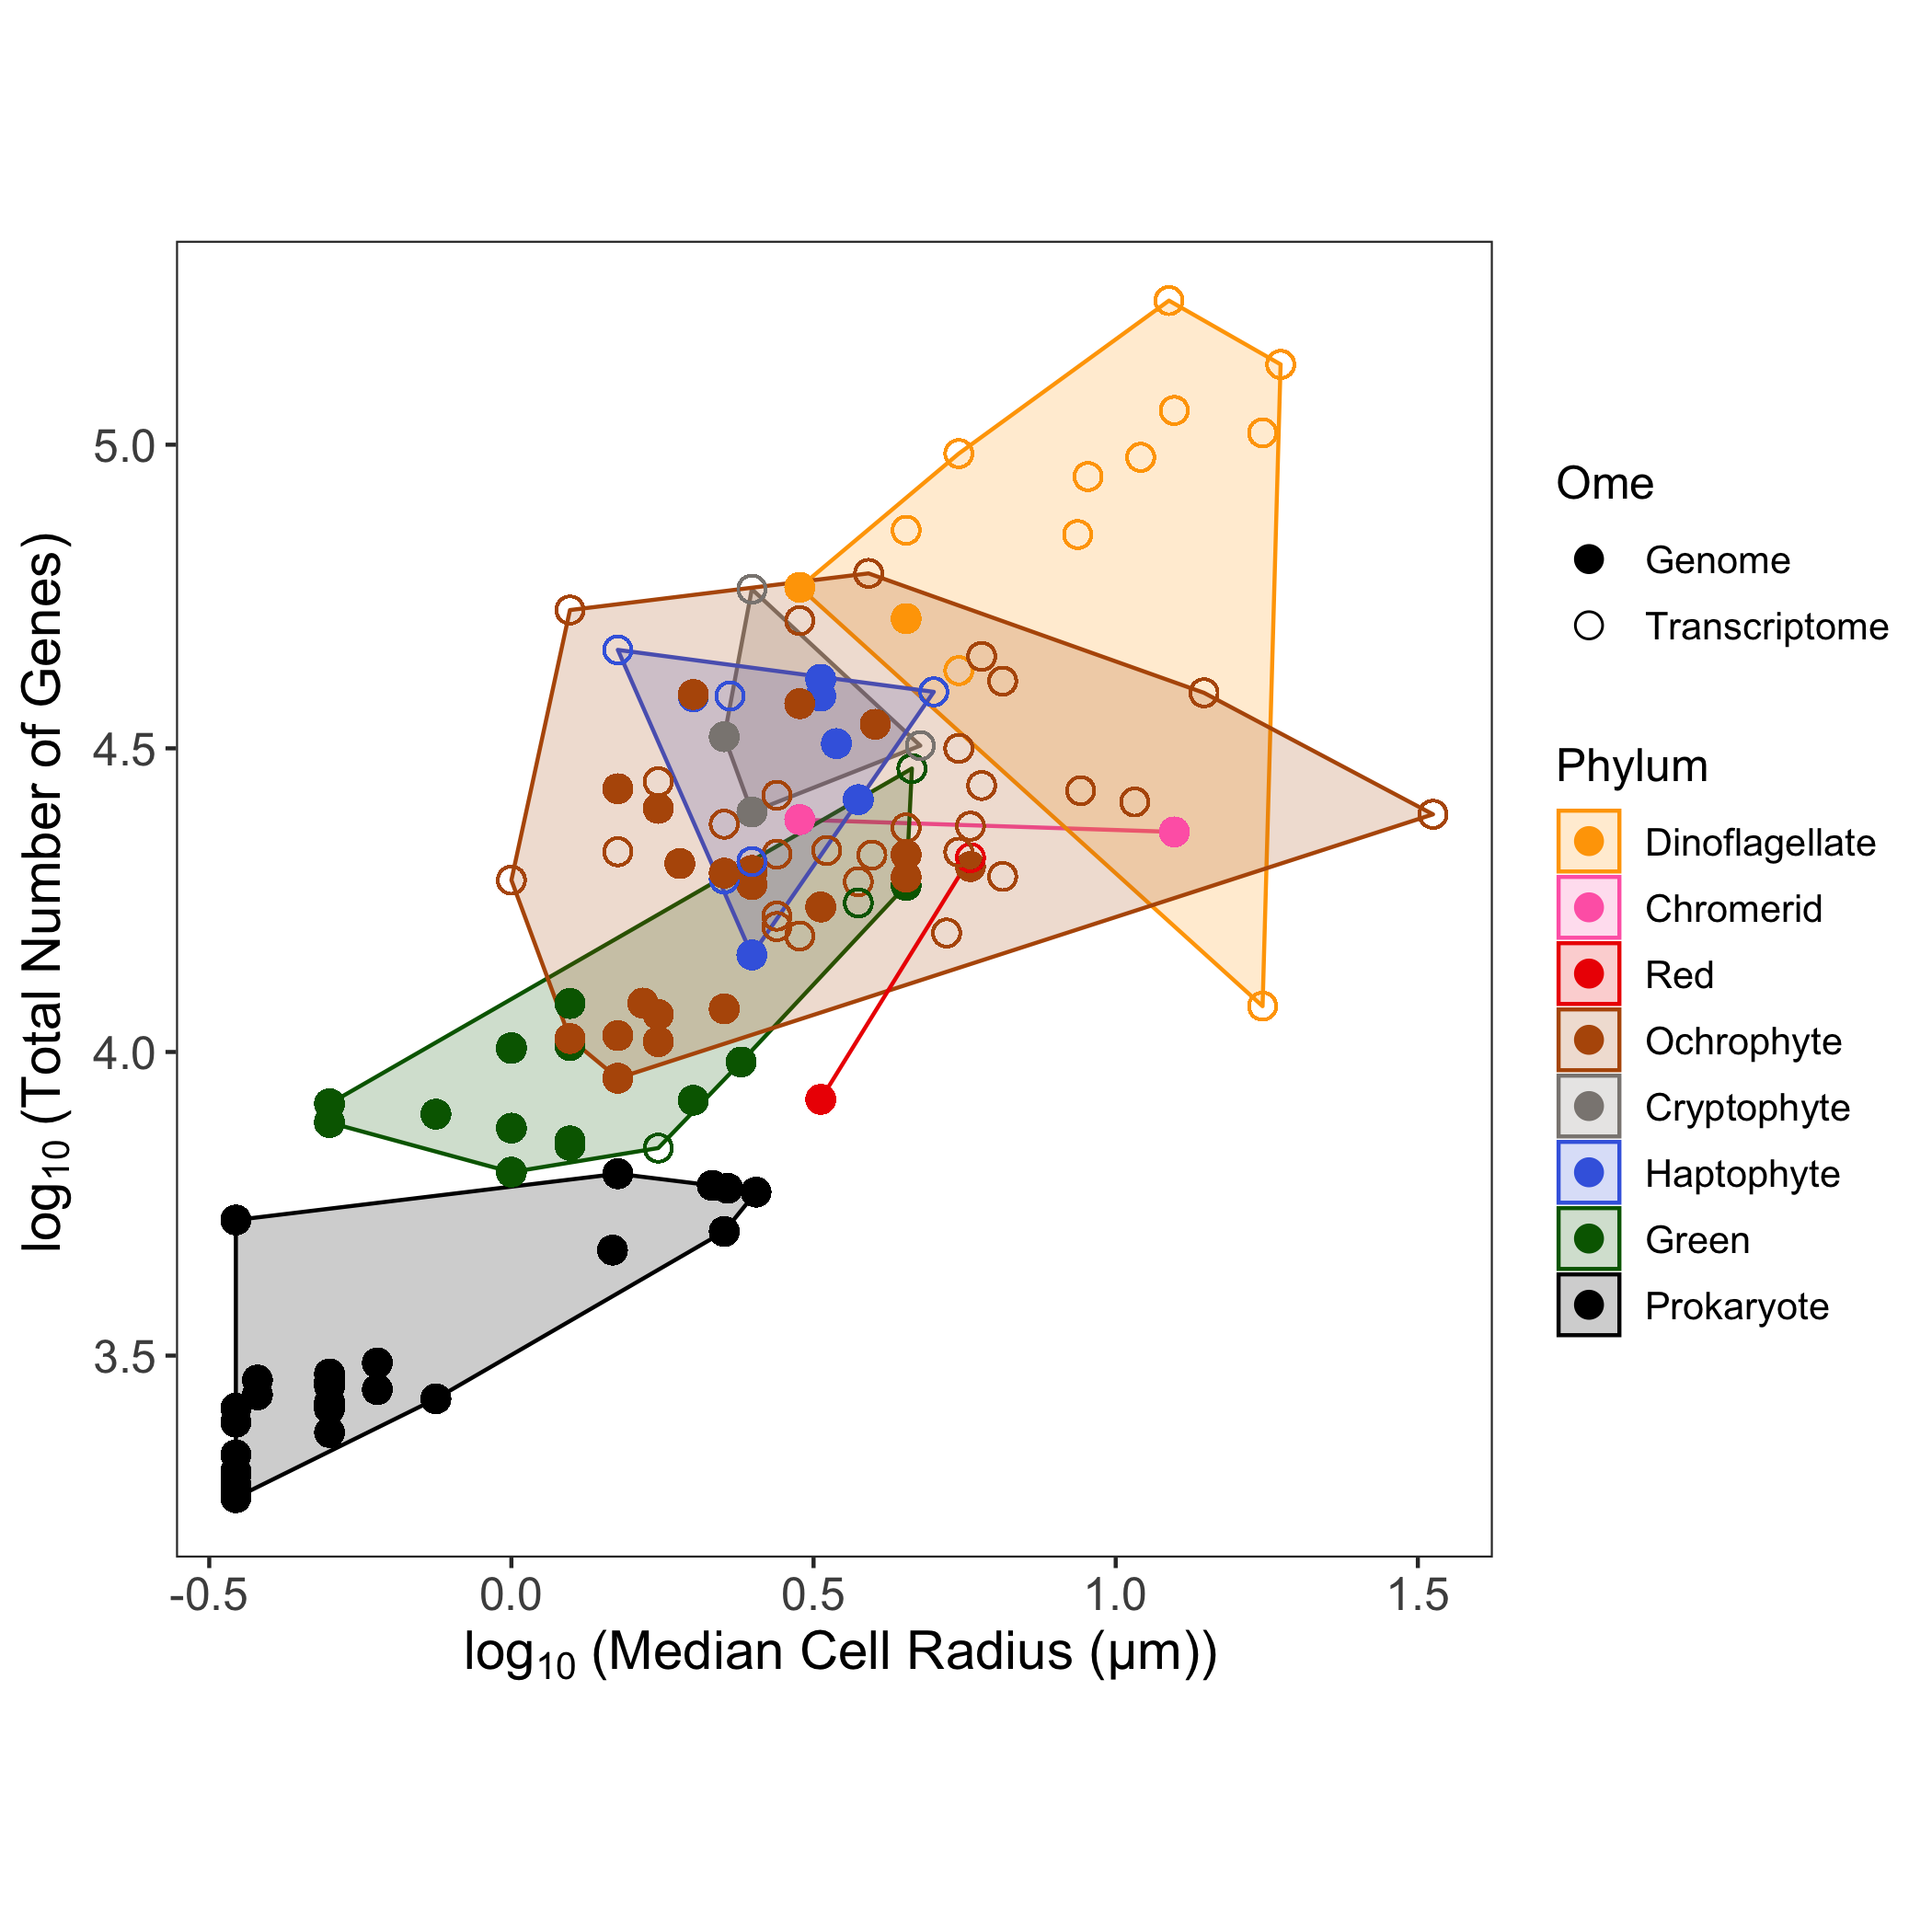 log10 (Total Number of Genes)
5.0
4.5
4.0
3.5
-0.5 0.0 0.5 1.0 1.5
log10 (Median Cell Radius (μm))
Ome
Genome
Transcriptome
Phylum
Dinoflagellate
Chromerid
Red
Ochrophyte
Cryptophyte
Haptophyte
Green
Prokaryote